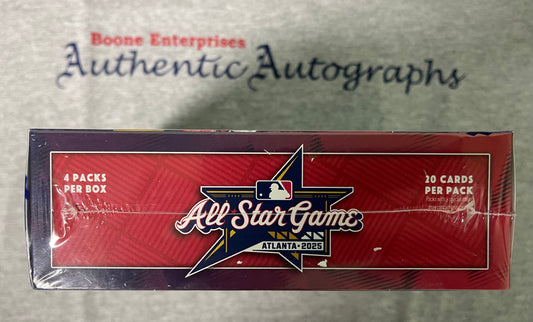 Boone Enterprises
Authentic Autographs
4 PACKS
PER BOX
20 CARDS
PER PACK
All-Star Game
ATLANTA • 2025